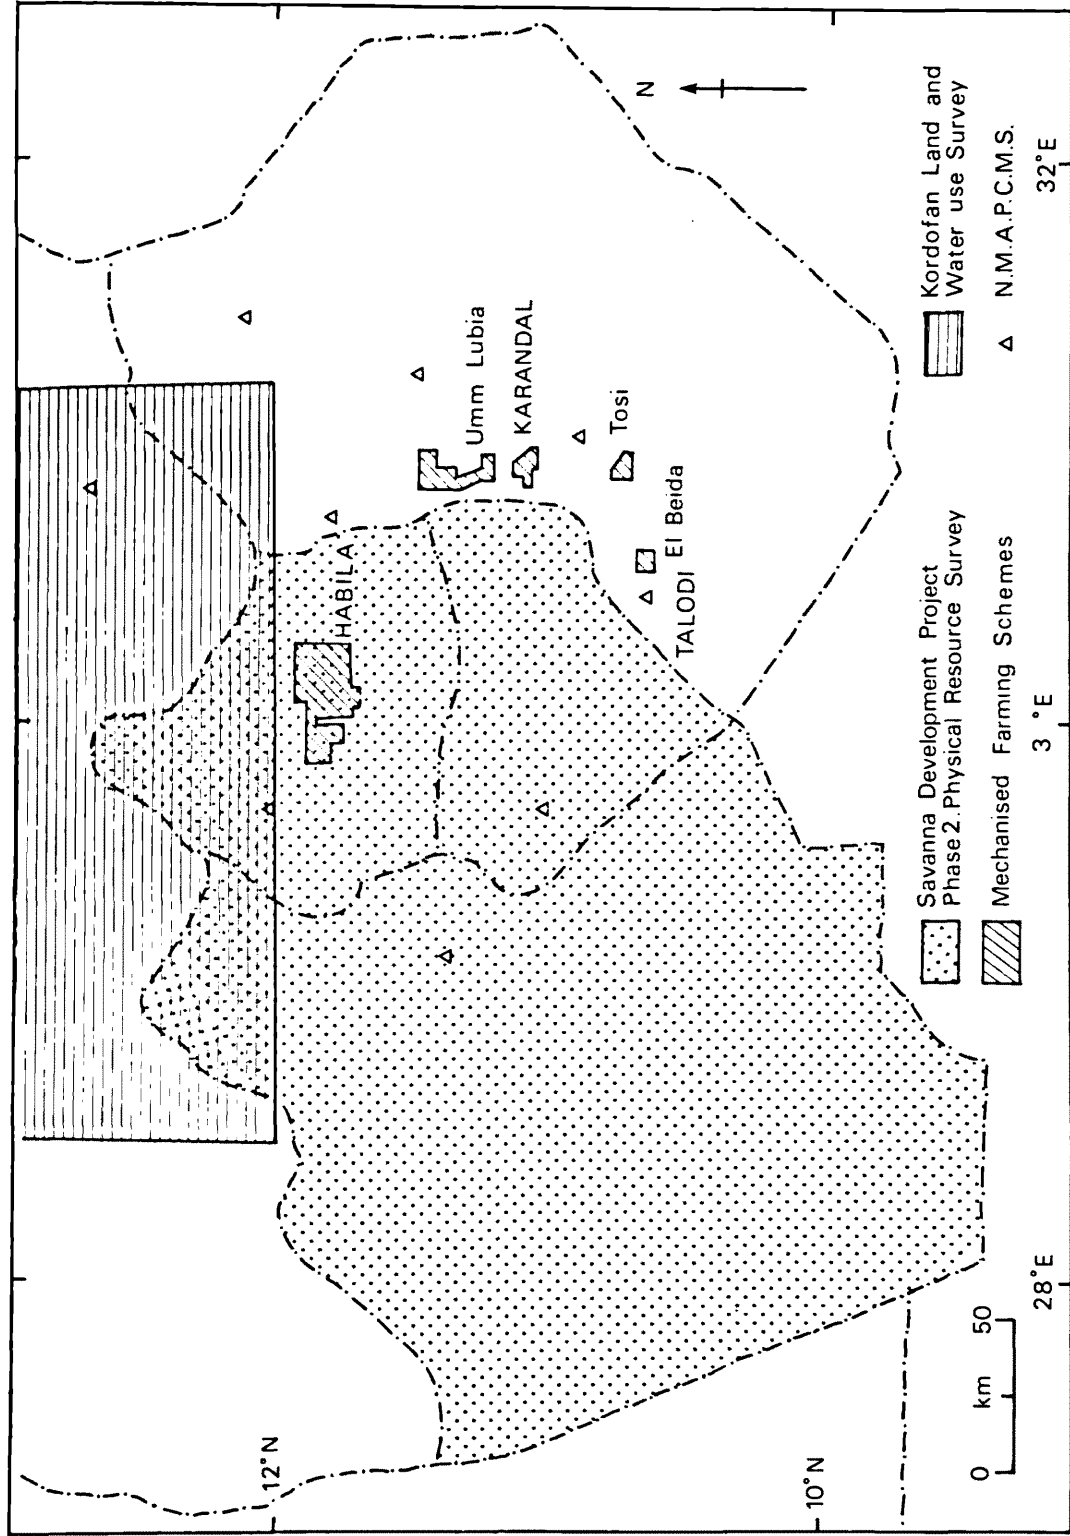 N
Umm Lubia
KARANDAL
Tosi
HABILA
El Beida
TALODI
12°N
10°N
28°E
3 °E
32°E
0 km 50
Savanna Development Project
Phase 2. Physical Resource Survey
Mechanised Farming Schemes
Kordofan Land and
Water use Survey
N.M.A.P.C.M.S.